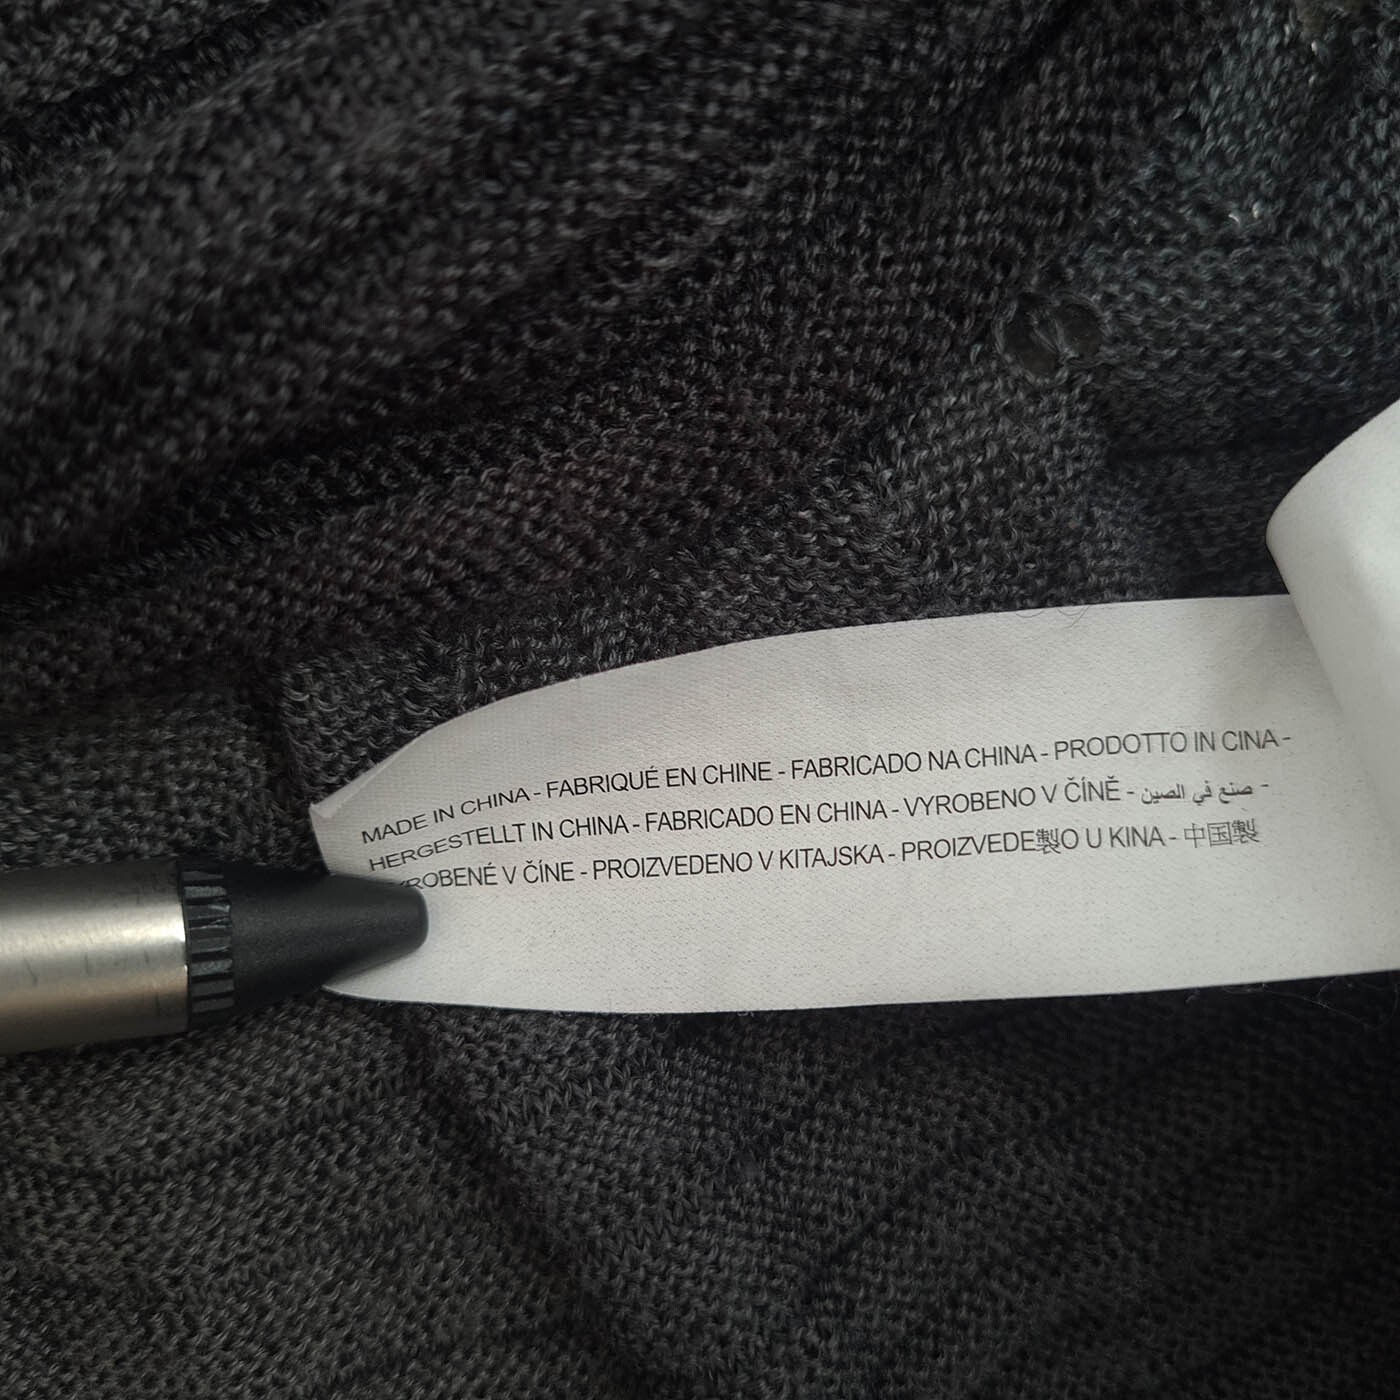 MADE IN CHINA - FABRIQUÉ EN CHINE - FABRICADO NA CHINA - PRODOTTO IN CINA -
HERGESTELLT IN CHINA - FABRICADO EN CHINA - VYROBENO V ČÍNĚ - صنع في الصين -
ROBENÉ V ČÍNE - PROIZVEDENO V KITAJSKA - PROIZVEDE製O U KINA - 中国製